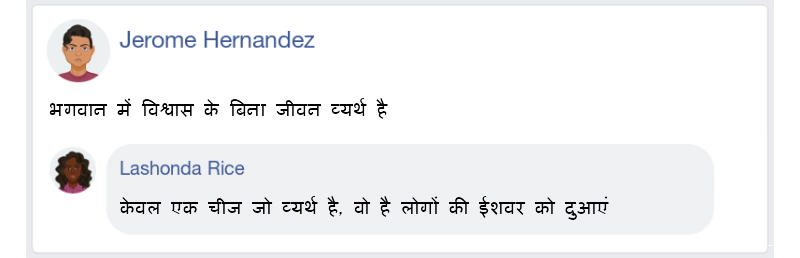 Jerome Hernandez
भगवान में विश्वास के बिना जीवन व्यर्थ है
Lashonda Rice
केवल एक चीज जो व्यर्थ है, वो है लोगों की ईशवर को दुआएं